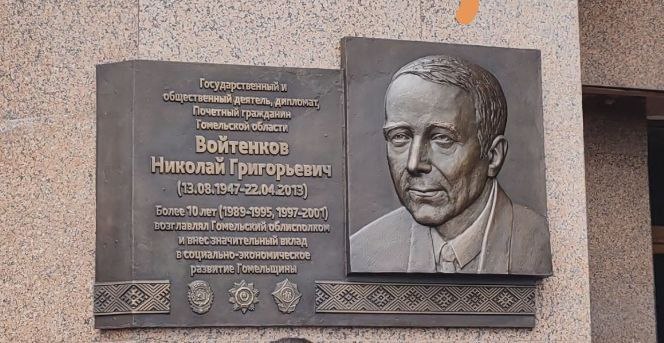 Государственный и
общественный деятель, дипломат,
Почетный гражданин
Гомельской области
Войтенков
Николай Григорьевич
(13.08.1947-22.04.2013)
Более 10 лет (1989-1995, 1997-2001)
возглавлял Гомельский облисполком
и внес значительный вклад
в социально-экономическое
развитие Гомельщины